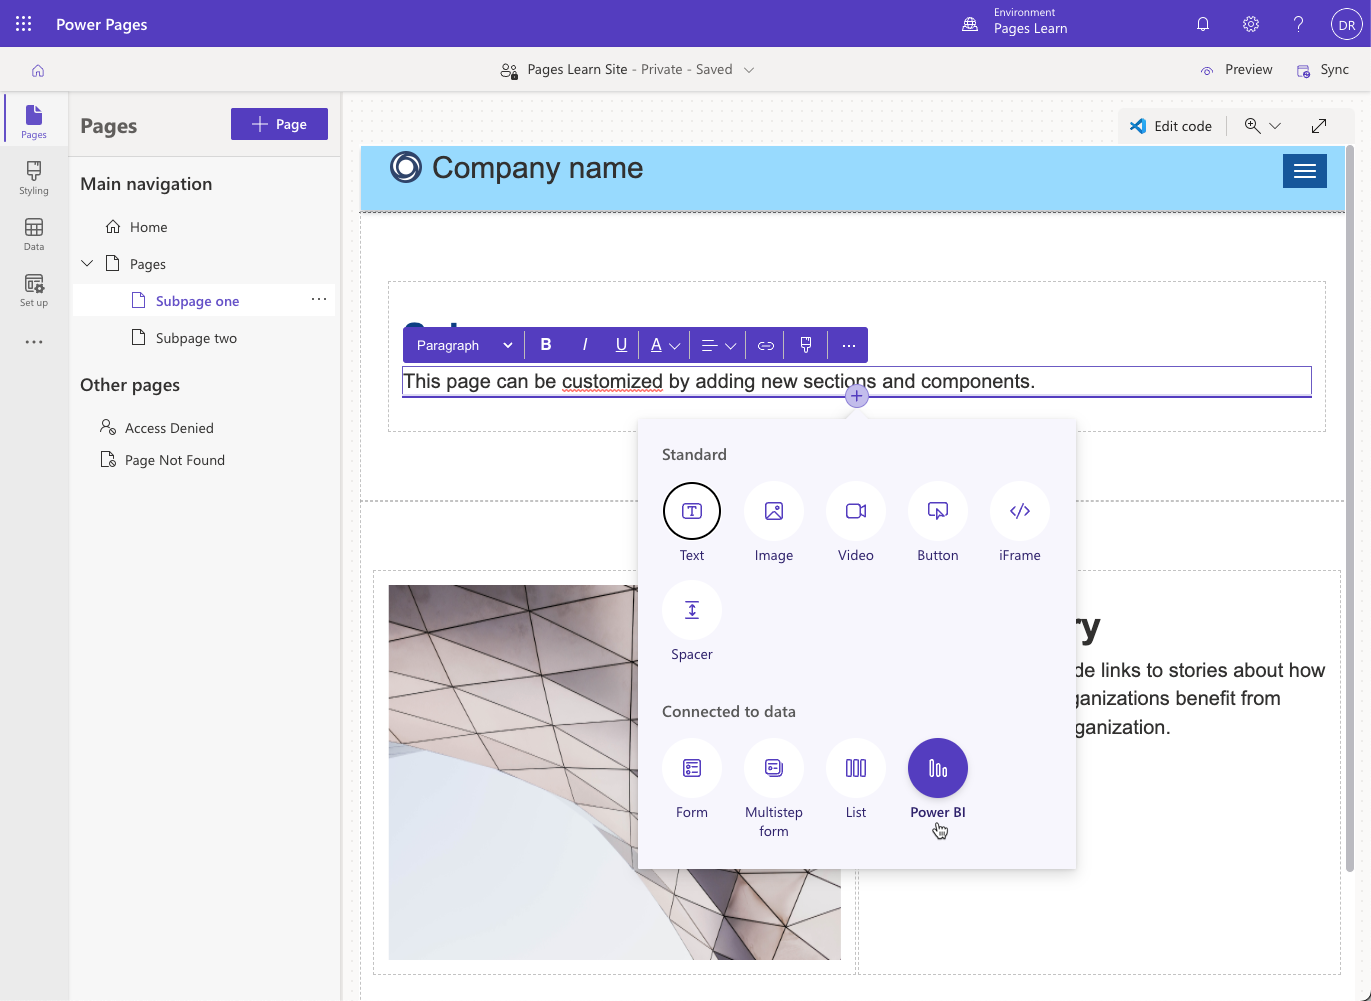 Power Pages
Environment
Pages Learn
DR
Pages Learn Site - Private - Saved
Preview
Sync
Pages
Styling
Data
Set up
Pages
Page
Main navigation
Home
Pages
Subpage one
Subpage two
Other pages
Access Denied
Page Not Found
Edit code
Company name
Paragraph
B
I
U
A
This page can be customized by adding new sections and components.
Standard
Text
Image
Video
Button
iFrame
Spacer
Connected to data
Form
Multistep
form
List
Power BI
links to stories about how
benefit from